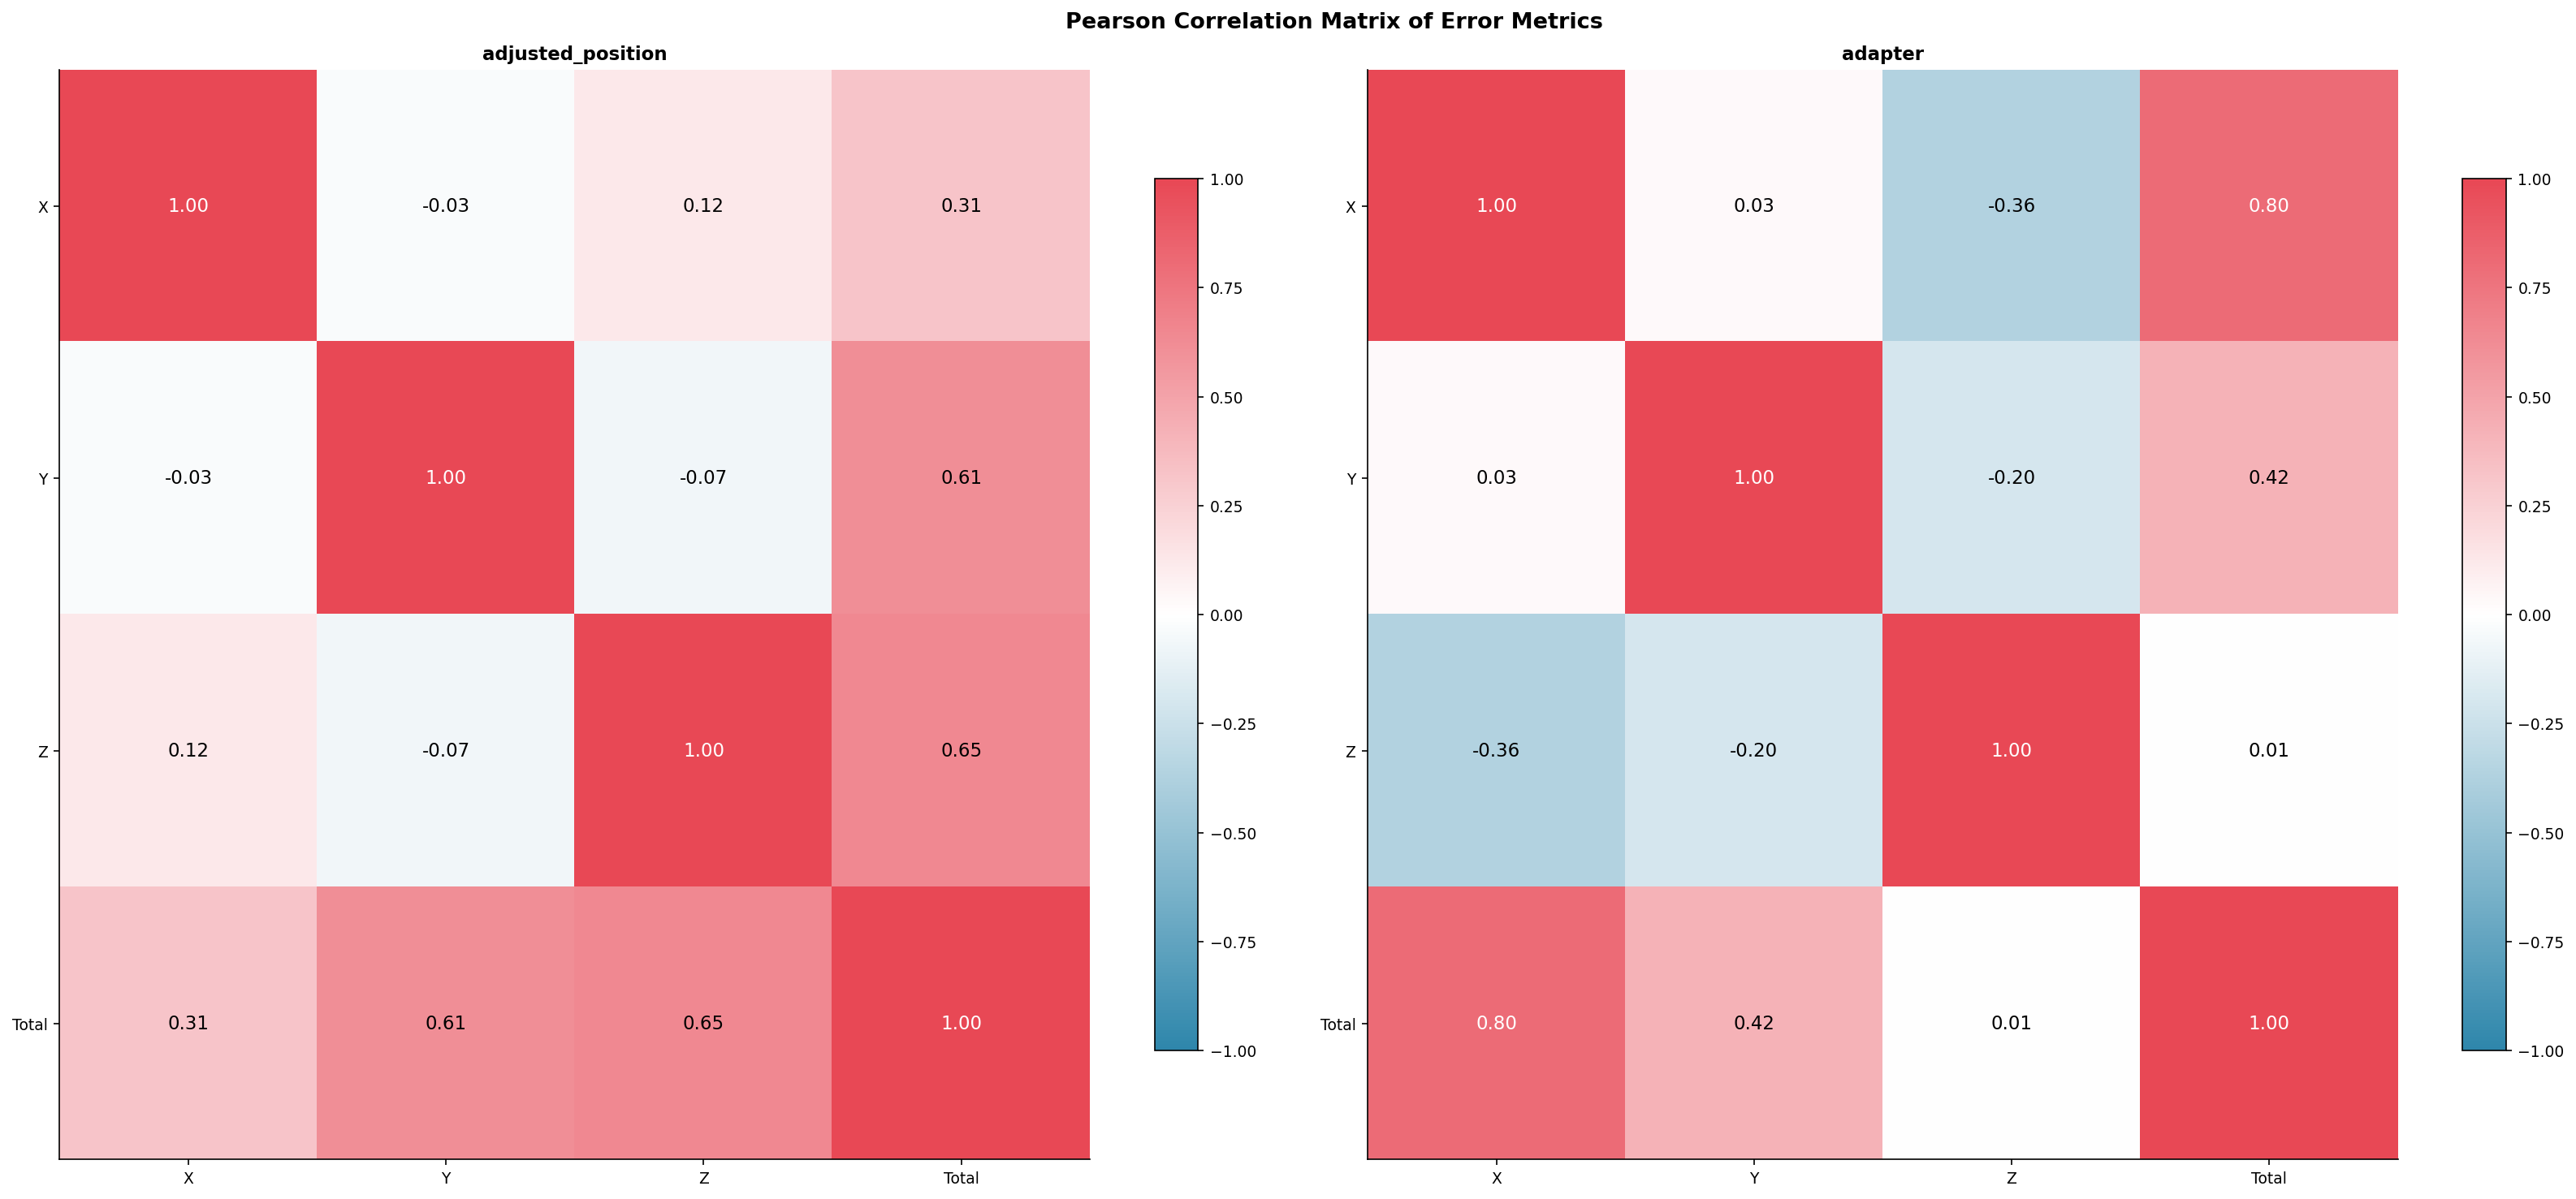 Pearson Correlation Matrix of Error Metrics
adjusted_position
X 1.00 -0.03 0.12 0.31
Y -0.03 1.00 -0.07 0.61
Z 0.12 -0.07 1.00 0.65
Total 0.31 0.61 0.65 1.00
X Y Z Total
1.00
0.75
0.50
0.25
0.00
−0.25
−0.50
−0.75
−1.00
adapter
X 1.00 0.03 -0.36 0.80
Y 0.03 1.00 -0.20 0.42
Z -0.36 -0.20 1.00 0.01
Total 0.80 0.42 0.01 1.00
X Y Z Total
1.00
0.75
0.50
0.25
0.00
−0.25
−0.50
−0.75
−1.00